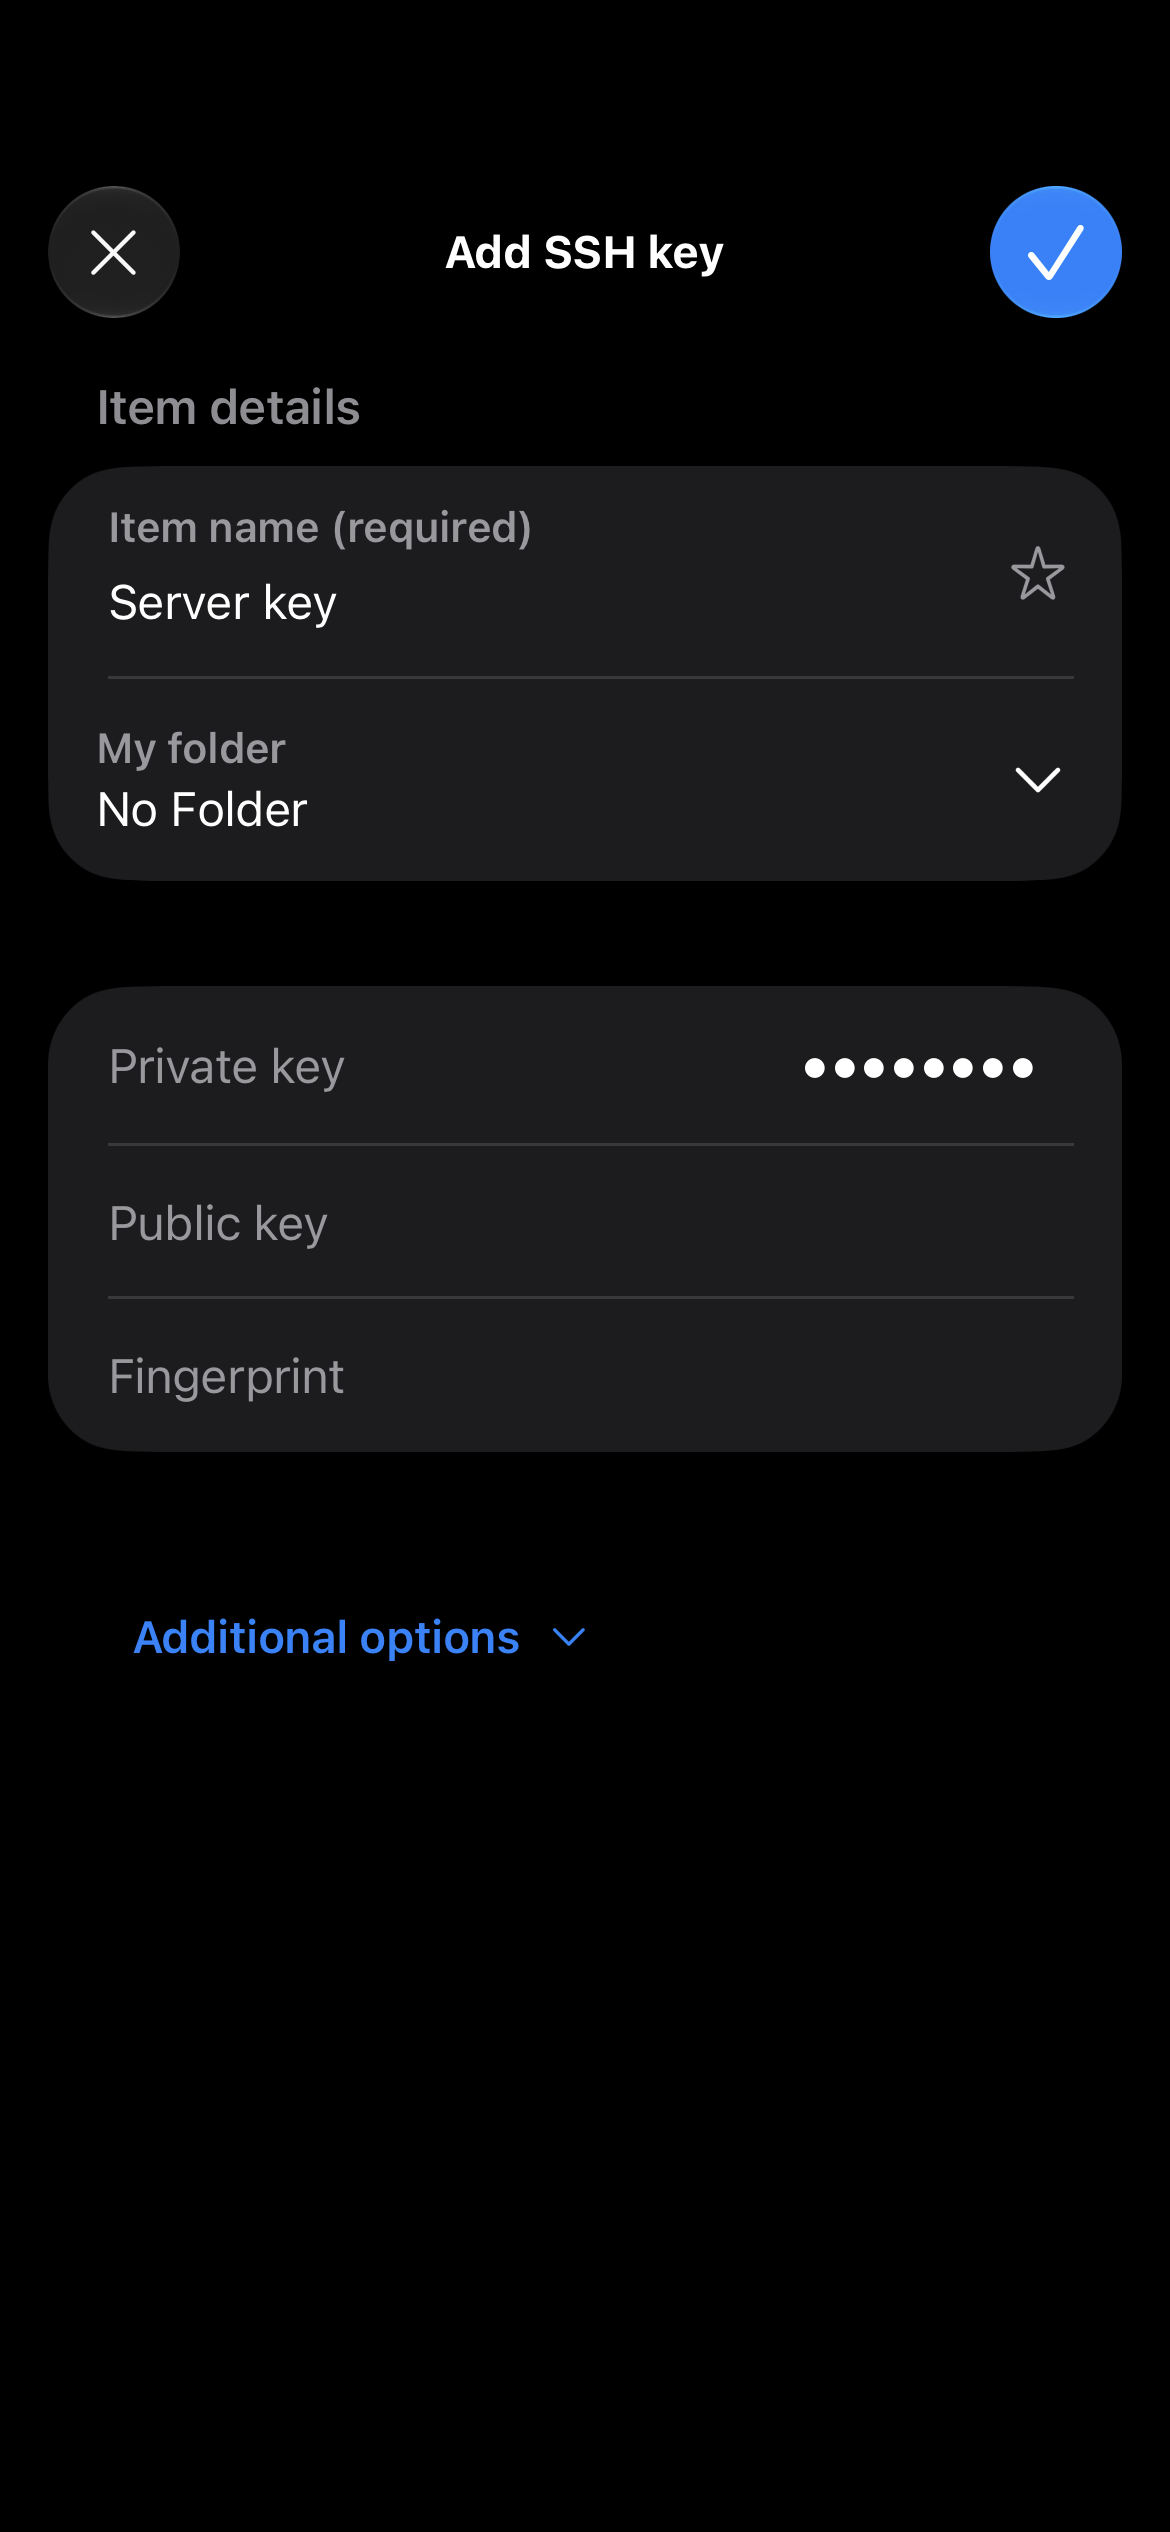 Add SSH key
Item details
Item name (required)
Server key
My folder
No Folder
Private key ••••••••
Public key
Fingerprint
Additional options